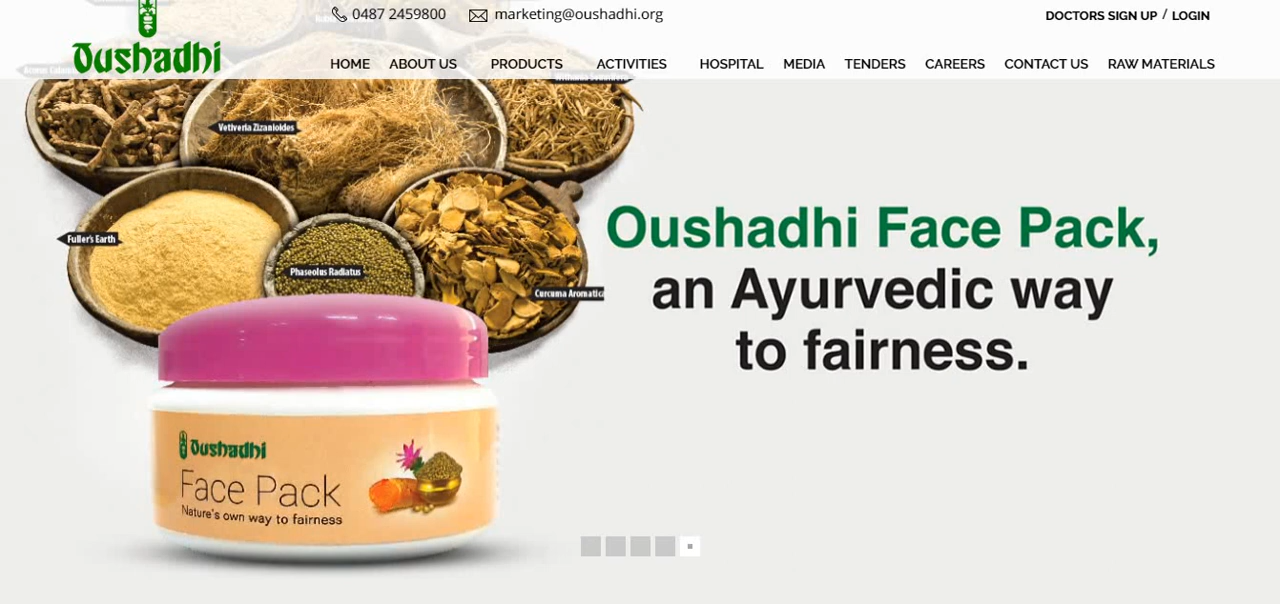 0487 2459800
marketing@oushadhi.org
DOCTORS SIGN UP / LOGIN
Oushadhi
HOME ABOUT US PRODUCTS ACTIVITIES HOSPITAL MEDIA TENDERS CAREERS CONTACT US RAW MATERIALS
Vetiveria Zizanioides
Fuller's Earth
Phaseolus Radiatus
Curcuma Aromatica
Oushadhi Face Pack,
an Ayurvedic way
to fairness.
Oushadhi
Face Pack
Nature's own way to fairness